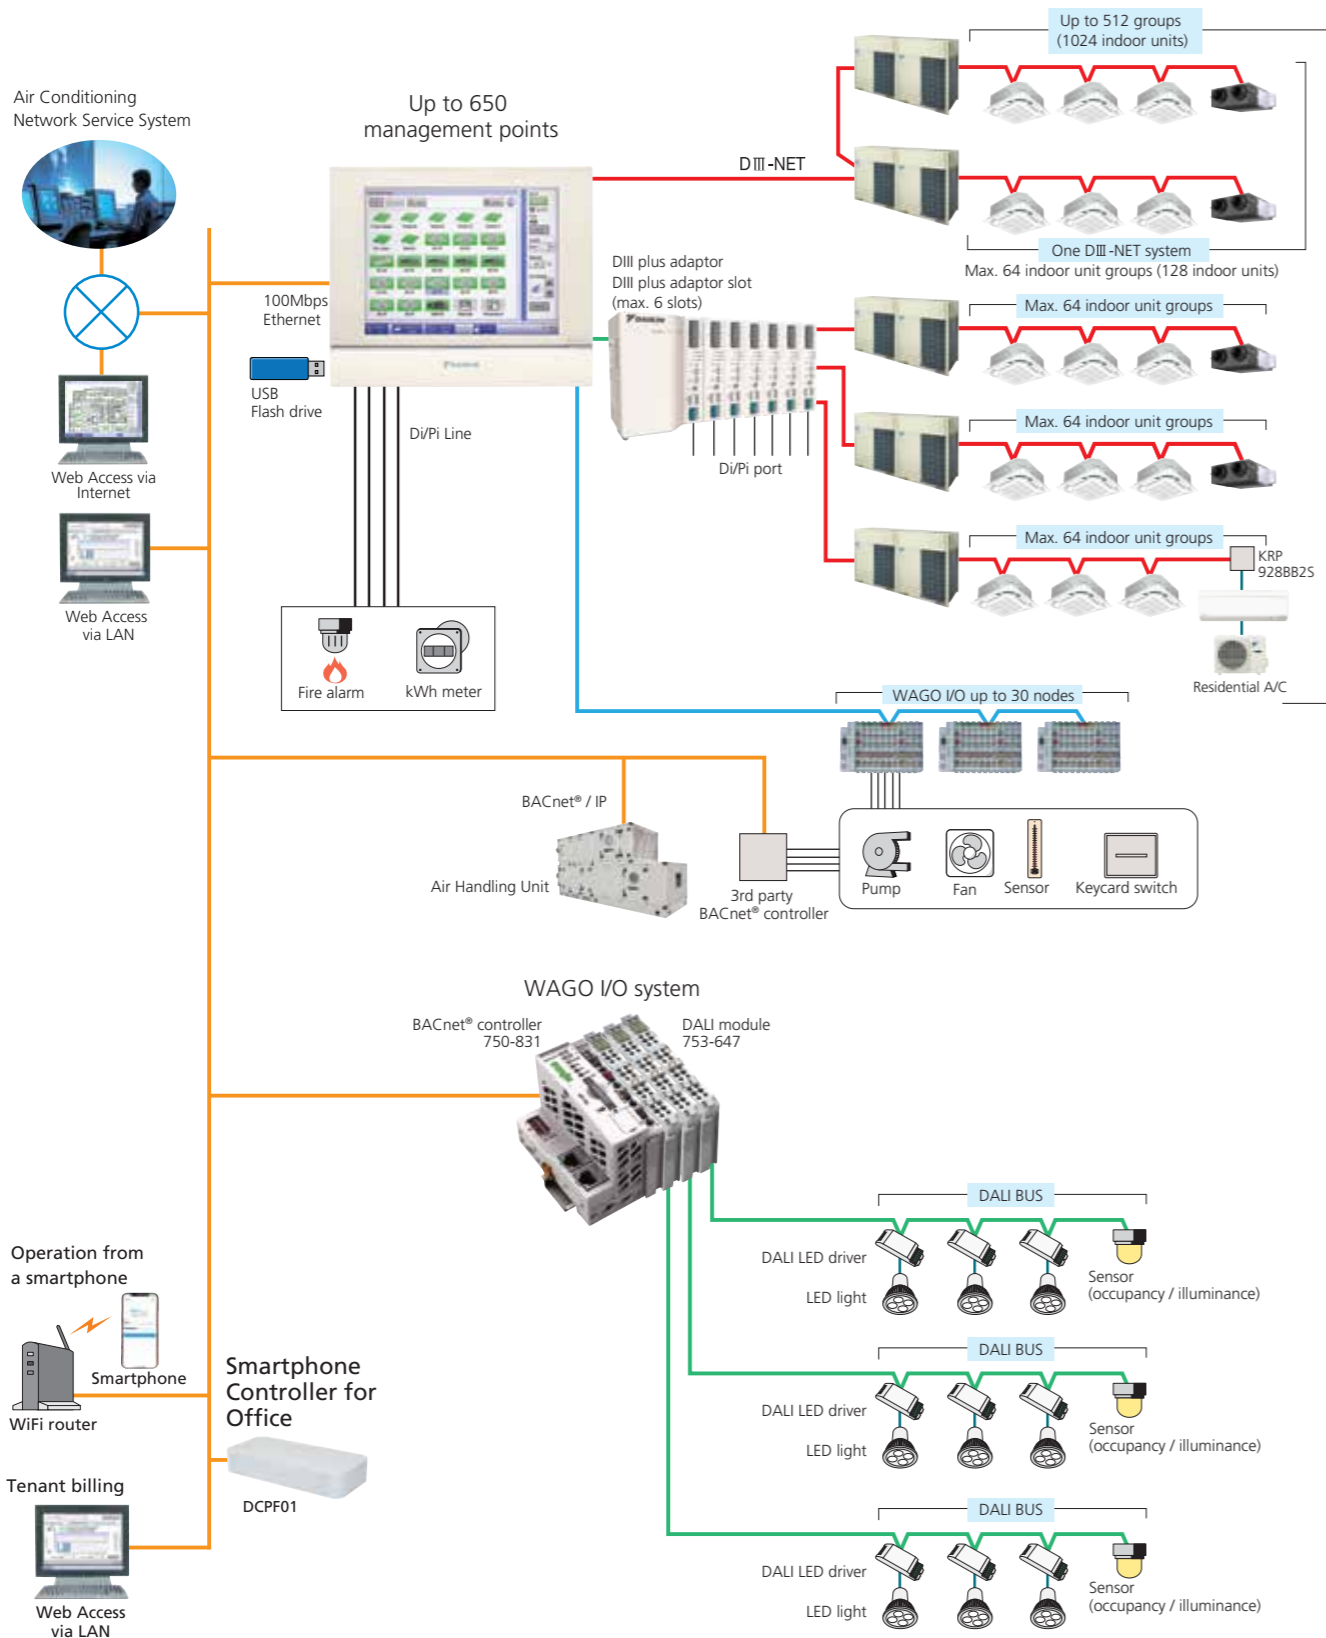 Up to 512 groups
(1024 indoor units)
Air Conditioning
Network Service System
Up to 650
management points
DⅢ-NET
One DⅢ-NET system
Max. 64 indoor unit groups (128 indoor units)
DIII plus adaptor
DIII plus adaptor slot
(max. 6 slots)
100Mbps
Ethernet
Max. 64 indoor unit groups
DAIKIN
USB
Flash drive
Di/Pi Line
Max. 64 indoor unit groups
Di/Pi port
Web Access via
Internet
Max. 64 indoor unit groups
KRP
928BB2S
Web Access
via LAN
Fire alarm
kWh meter
Residential A/C
WAGO I/O up to 30 nodes
BACnet® / IP
Air Handling Unit
3rd party
BACnet® controller
Pump
Fan
Sensor
Keycard switch
WAGO I/O system
BACnet® controller
750-831
DALI module
753-647
DALI BUS
DALI LED driver
LED light
Sensor
(occupancy / illuminance)
Operation from
a smartphone
Smartphone
WiFi router
Smartphone
Controller for
Office
DCPF01
DALI BUS
DALI LED driver
LED light
Sensor
(occupancy / illuminance)
Tenant billing
Web Access
via LAN
DALI BUS
DALI LED driver
LED light
Sensor
(occupancy / illuminance)